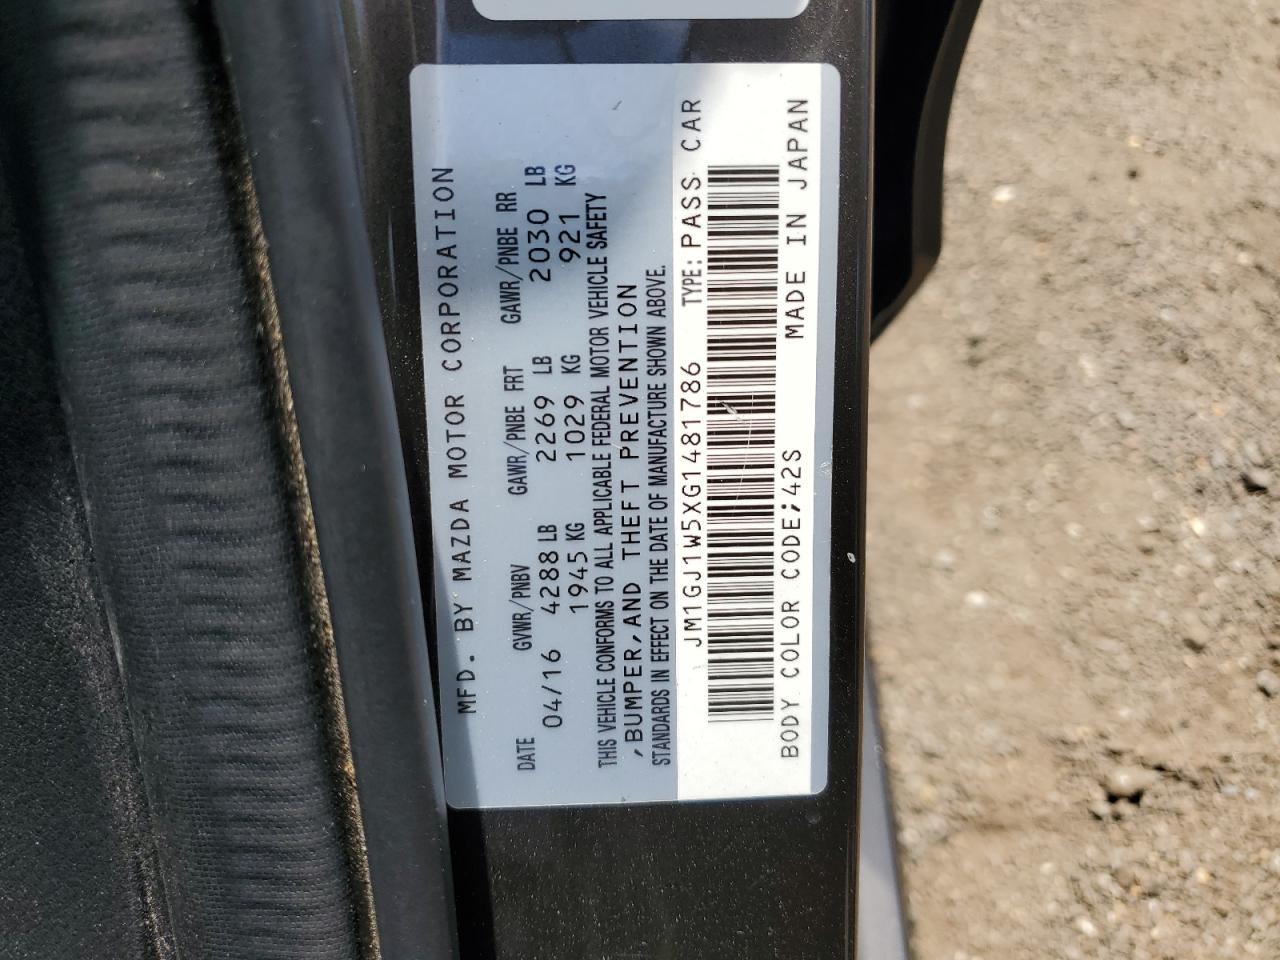 MFD. BY MAZDA MOTOR CORPORATION
DATE GVWR/PNBV GAWR/PNBE FRT GAWR/PNBE RR
04/16 4288 LB 2269 LB 2030 LB
1945 KG 1029 KG 921 KG
THIS VEHICLE CONFORMS TO ALL APPLICABLE FEDERAL MOTOR VEHICLE SAFETY
,BUMPER,AND THEFT PREVENTION
STANDARDS IN EFFECT ON THE DATE OF MANUFACTURE SHOWN ABOVE.
JM1GJ1W5XG1481786 TYPE: PASS CAR
BODY COLOR CODE;42S MADE IN JAPAN